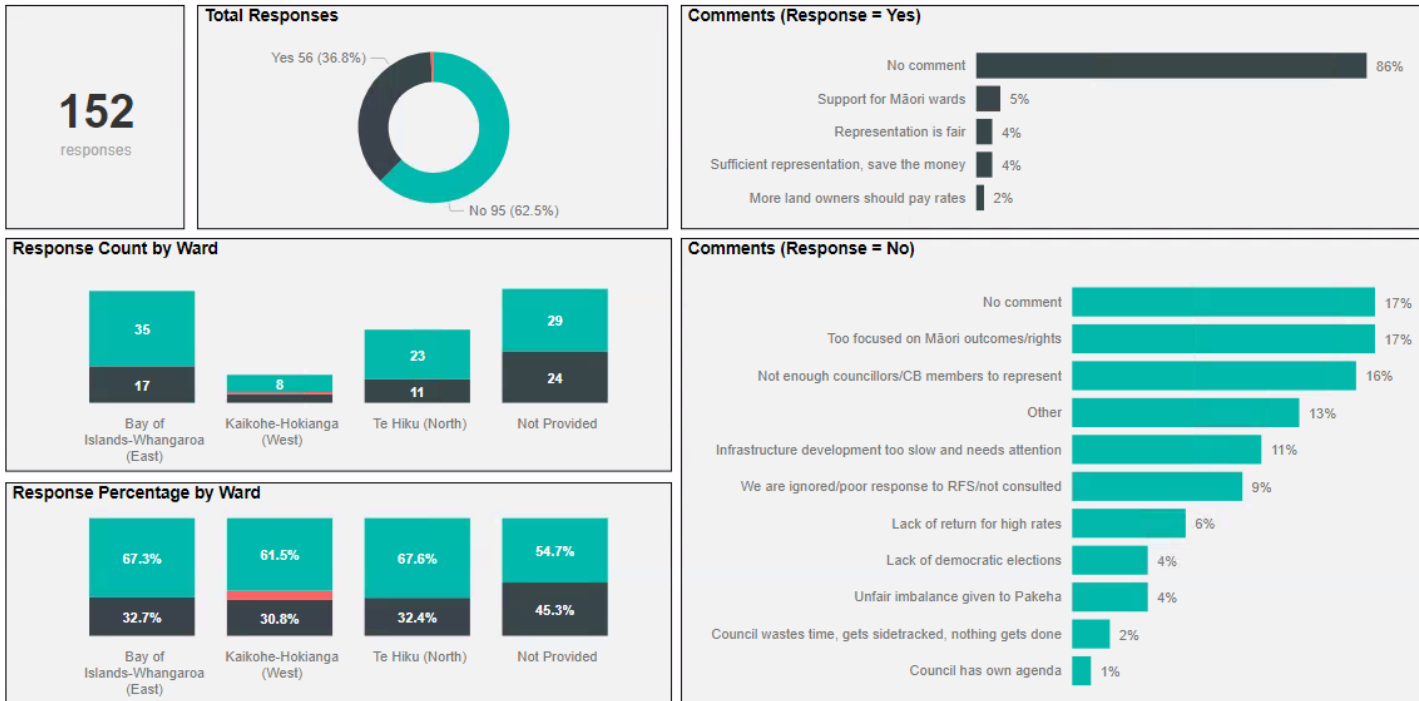 152
responses
Total Responses
Yes 56 (36.8%)
No 95 (62.5%)
Comments (Response = Yes)
No comment 86%
Support for Māori wards 5%
Representation is fair 4%
Sufficient representation, save the money 4%
More land owners should pay rates 2%
Response Count by Ward
35 8 23 29
17 11 24
Bay of
Islands-Whangaroa
(East)
Kaikohe-Hokianga
(West)
Te Hiku (North)
Not Provided
Response Percentage by Ward
67.3% 61.5% 67.6% 54.7%
32.7% 30.8% 32.4% 45.3%
Bay of
Islands-Whangaroa
(East)
Kaikohe-Hokianga
(West)
Te Hiku (North)
Not Provided
Comments (Response = No)
No comment 17%
Too focused on Māori outcomes/rights 17%
Not enough councillors/CB members to represent 16%
Other 13%
Infrastructure development too slow and needs attention 11%
We are ignored/poor response to RFS/not consulted 9%
Lack of return for high rates 6%
Lack of democratic elections 4%
Unfair imbalance given to Pakeha 4%
Council wastes time, gets sidetracked, nothing gets done 2%
Council has own agenda 1%